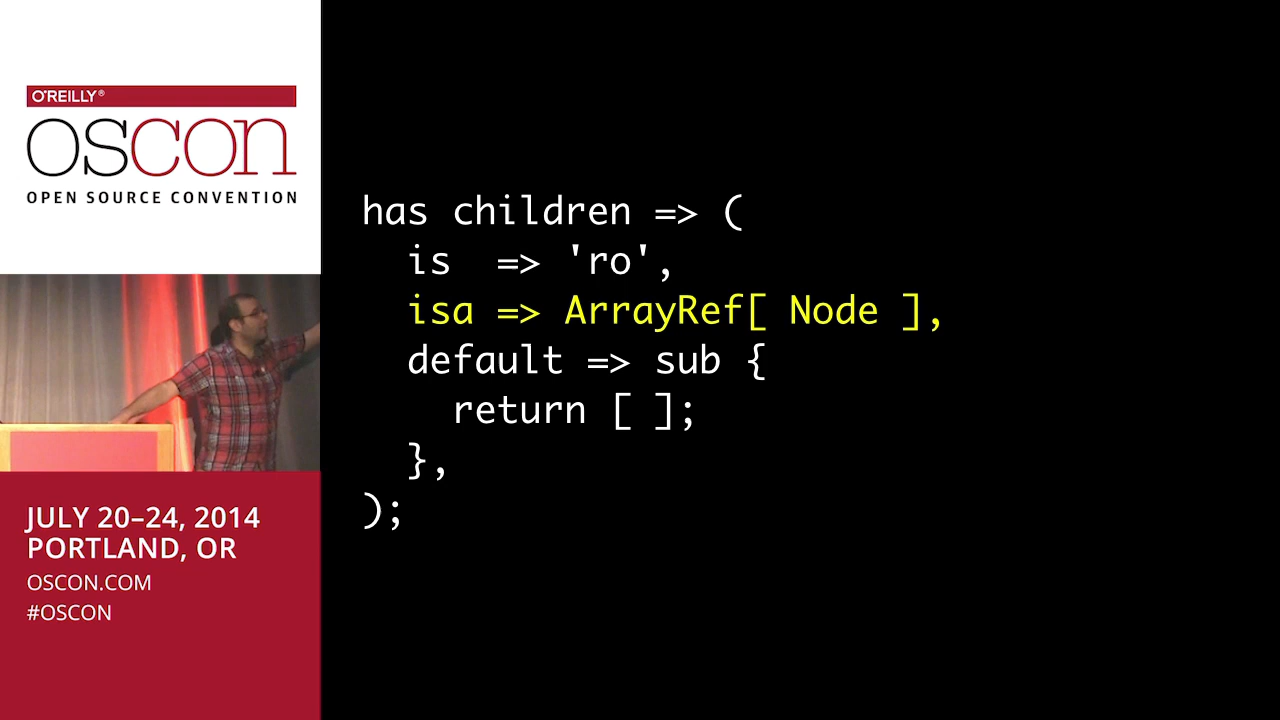 O'REILLY®
OSCON
OPEN SOURCE CONVENTION
JULY 20–24, 2014
PORTLAND, OR
OSCON.COM
#OSCON
has children => (
  is  => 'ro',
  isa => ArrayRef[ Node ],
  default => sub {
    return [ ];
  },
);